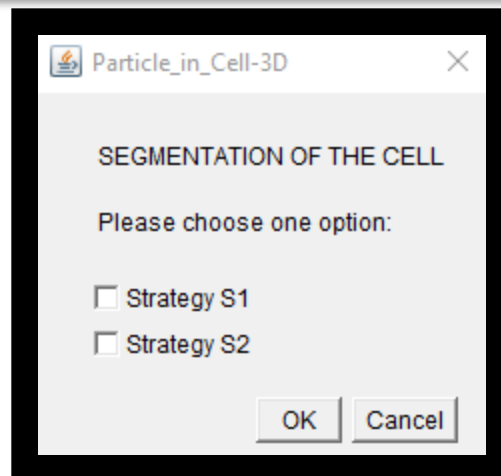 Particle_in_Cell-3D
SEGMENTATION OF THE CELL
Please choose one option:
Strategy S1
Strategy S2
OK Cancel